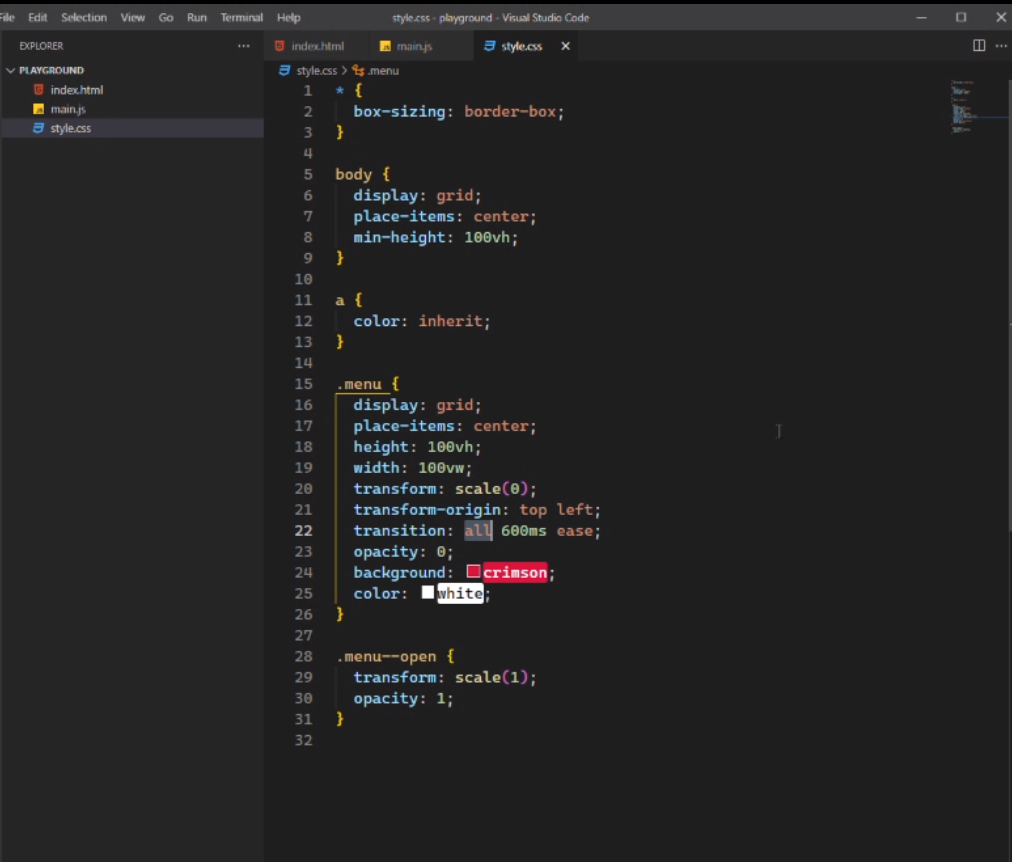 File Edit Selection View Go Run Terminal Help style.css - playground - Visual Studio Code
EXPLORER
PLAYGROUND
index.html
main.js
style.css
index.html main.js style.css
style.css > .menu
1 * {
2 box-sizing: border-box;
3 }
4
5 body {
6 display: grid;
7 place-items: center;
8 min-height: 100vh;
9 }
10
11 a {
12 color: inherit;
13 }
14
15 .menu {
16 display: grid;
17 place-items: center;
18 height: 100vh;
19 width: 100vw;
20 transform: scale(0);
21 transform-origin: top left;
22 transition: all 600ms ease;
23 opacity: 0;
24 background: crimson;
25 color: white;
26 }
27
28 .menu--open {
29 transform: scale(1);
30 opacity: 1;
31 }
32